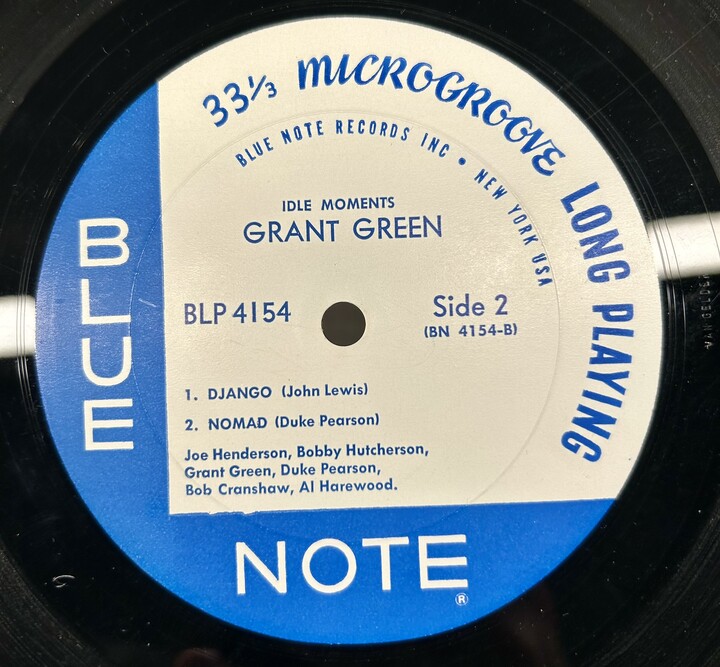 33⅓ MICROGROOVE LONG PLAYING
BLUE NOTE RECORDS INC • NEW YORK USA
IDLE MOMENTS
GRANT GREEN
BLP 4154
Side 2
(BN 4154-B)
1. DJANGO (John Lewis)
2. NOMAD (Duke Pearson)
Joe Henderson, Bobby Hutcherson,
Grant Green, Duke Pearson,
Bob Cranshaw, Al Harewood.
BLUE
NOTE
®
VAN GELDER